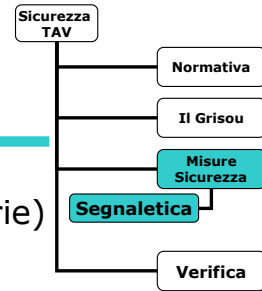 Sicurezza
TAV
Normativa
Il Grisou
Misure
Sicurezza
rie)
Segnaletica
Verifica